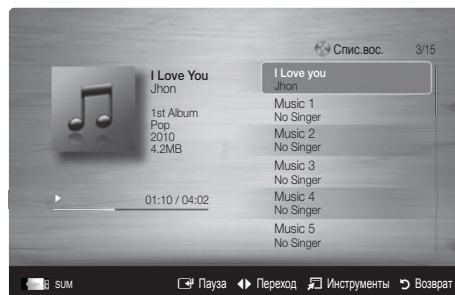 Спис.вос. 3/15
I Love You
Jhon
1st Album
Pop
2010
4.2MB
01:10 / 04:02
I Love you
Jhon
Music 1
No Singer
Music 2
No Singer
Music 3
No Singer
Music 4
No Singer
Music 5
No Singer
SUM Пауза Переход Инструменты Возврат